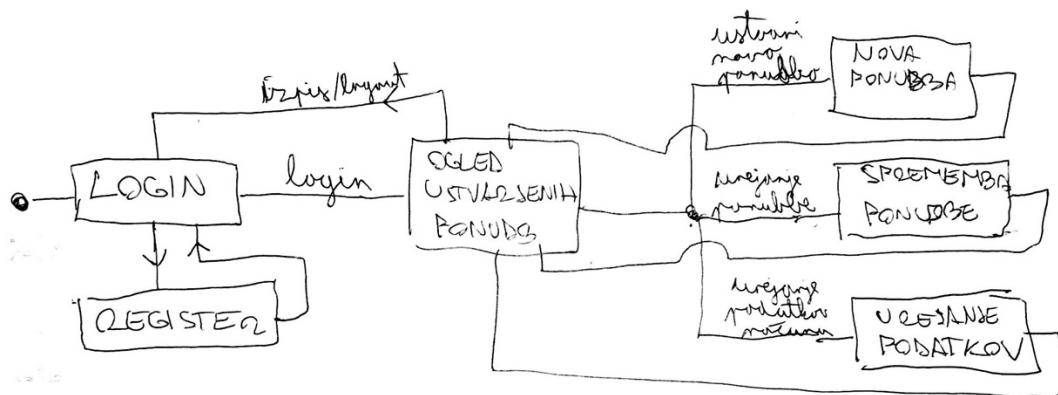 ustvari
novo
ponudbo
NOVA
PONUDBA
izpis/logout
LOGIN
login
OGLED
USTVARJENIH
PONUDB
urejanje
ponudbe
SPREMEMBA
PONUDBE
REGISTER
urejanje
podatkov
računa
UREJANJE
PODATKOV